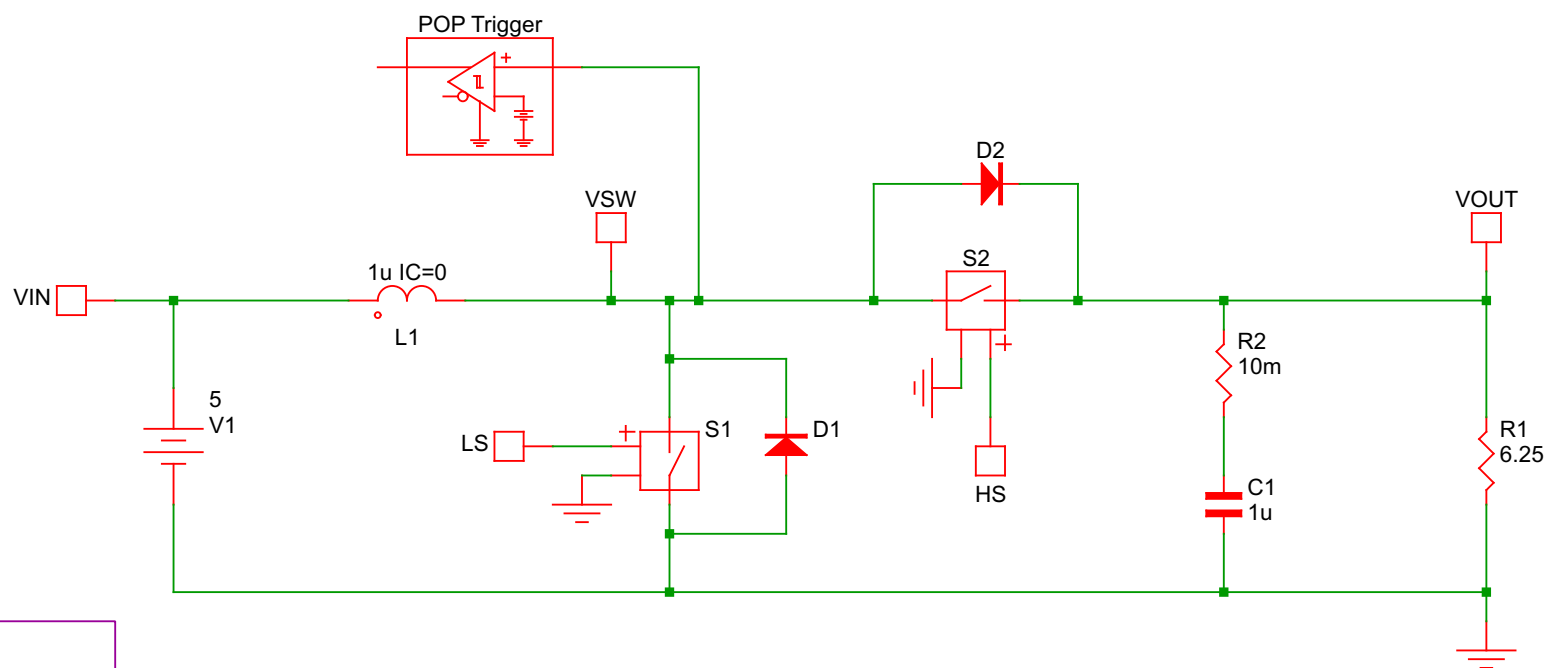 POP Trigger
+
D2
VSW
VOUT
S2
1u IC=0
VIN
L1
+
R2
10m
5
V1
LS
+
S1
D1
HS
R1
6.25
C1
1u